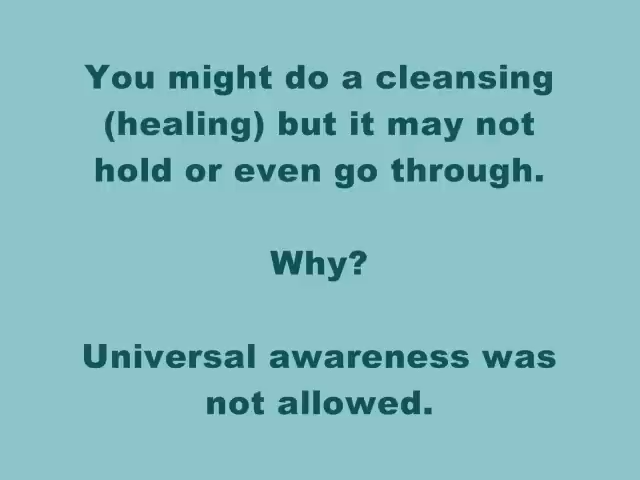 You might do a cleansing
(healing) but it may not
hold or even go through.
Why?
Universal awareness was
not allowed.